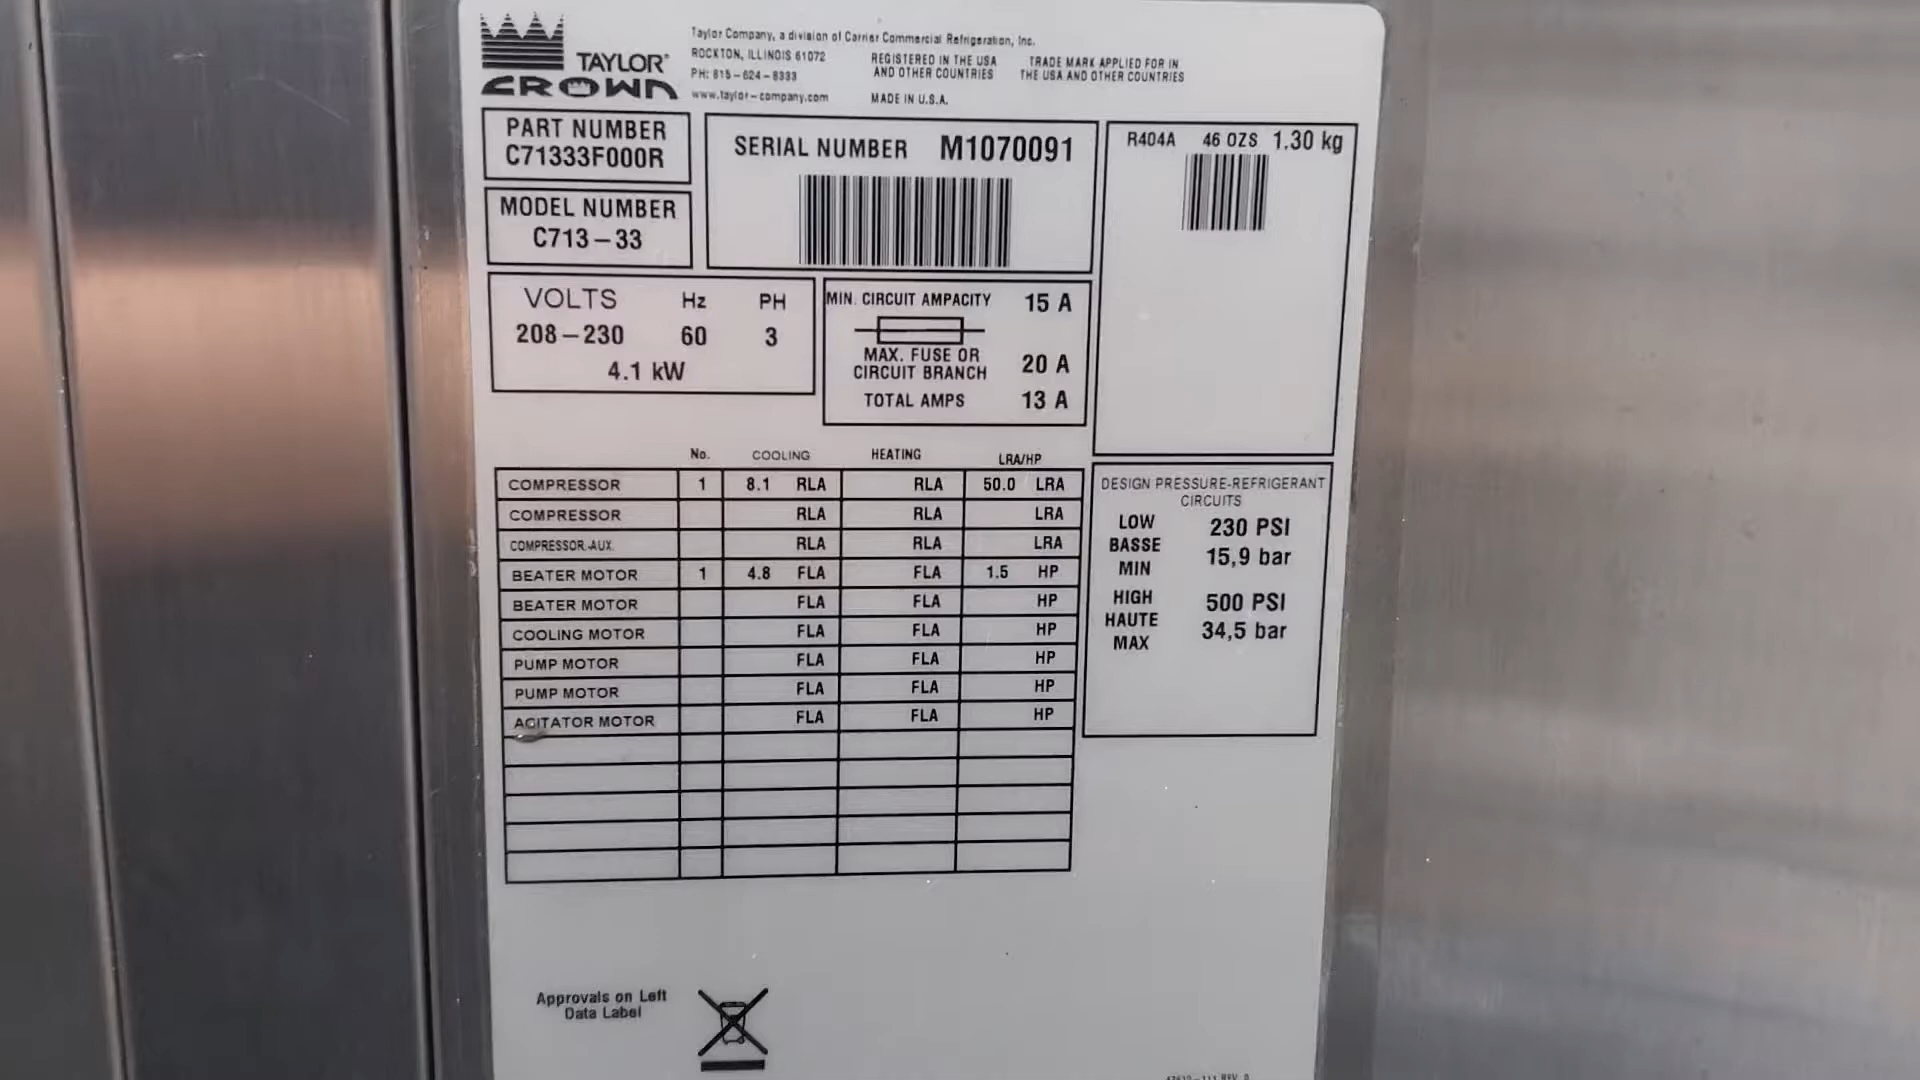 TAYLOR®
CROWN
Taylor Company, a division of Carrier Commercial Refrigeration, Inc.
ROCKTON, ILLINOIS 61072
PH: 815-624-8333
www.taylor-company.com
REGISTERED IN THE USA
AND OTHER COUNTRIES
TRADE MARK APPLIED FOR IN
THE USA AND OTHER COUNTRIES
MADE IN U.S.A.
PART NUMBER
C71333F000R
MODEL NUMBER
C713-33
SERIAL NUMBER M1070091
R404A 46 OZS 1.30 kg
VOLTS Hz PH
208-230 60 3
4.1 kW
MIN. CIRCUIT AMPACITY 15 A
MAX. FUSE OR
CIRCUIT BRANCH 20 A
TOTAL AMPS 13 A
No. COOLING HEATING LRA/HP
COMPRESSOR 1 8.1 RLA RLA 50.0 LRA
COMPRESSOR RLA RLA LRA
COMPRESSOR-AUX. RLA RLA LRA
BEATER MOTOR 1 4.8 FLA FLA 1.5 HP
BEATER MOTOR FLA FLA HP
COOLING MOTOR FLA FLA HP
PUMP MOTOR FLA FLA HP
PUMP MOTOR FLA FLA HP
AGITATOR MOTOR FLA FLA HP
DESIGN PRESSURE-REFRIGERANT
CIRCUITS
LOW
BASSE
MIN
230 PSI
15,9 bar
HIGH
HAUTE
MAX
500 PSI
34,5 bar
Approvals on Left
Data Label